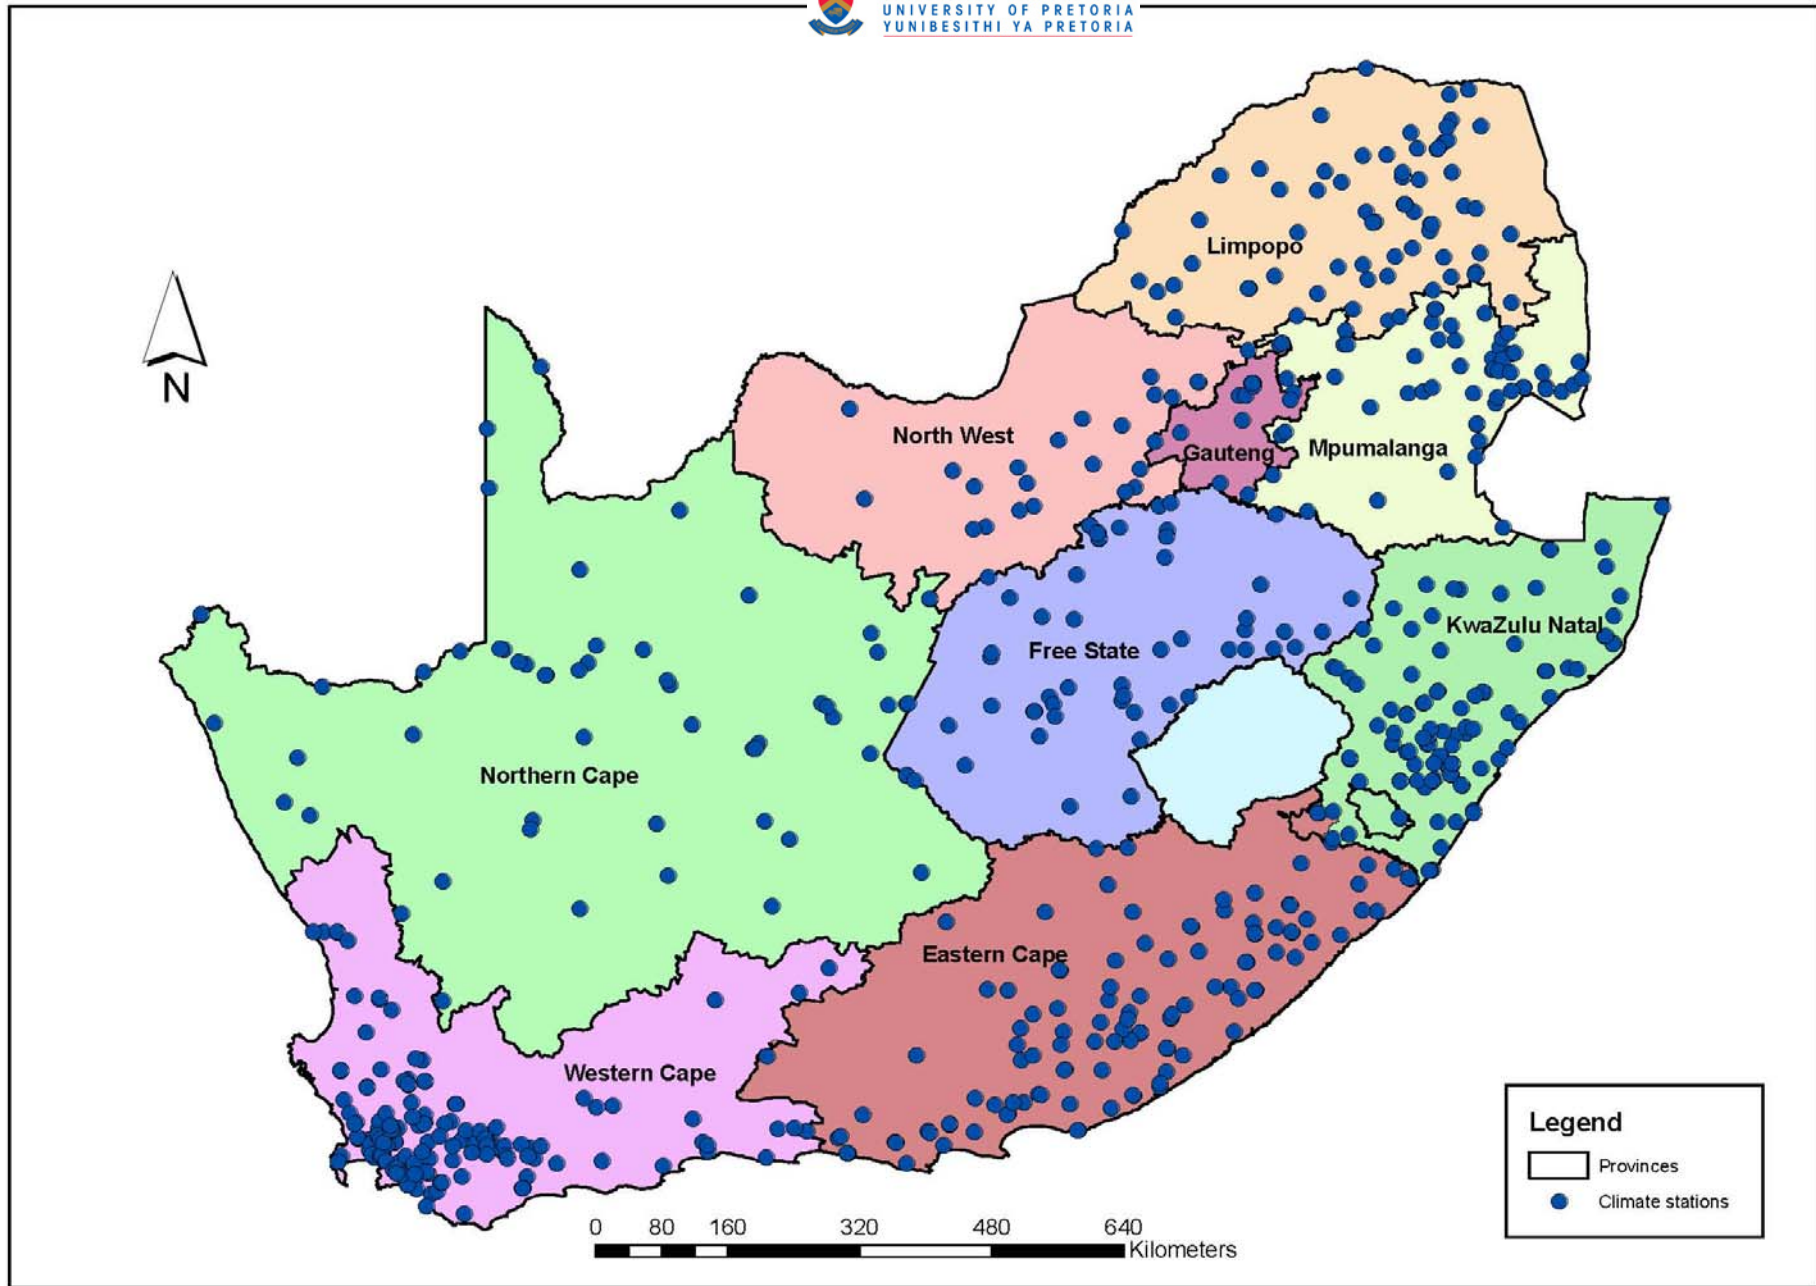 UNIVERSITY OF PRETORIA
YUNIBESITHI YA PRETORIA
Limpopo
North West
Gauteng
Mpumalanga
KwaZulu Natal
Free State
Northern Cape
Eastern Cape
Western Cape
N
Legend
Provinces
Climate stations
0 80 160 320 480 640
Kilometers